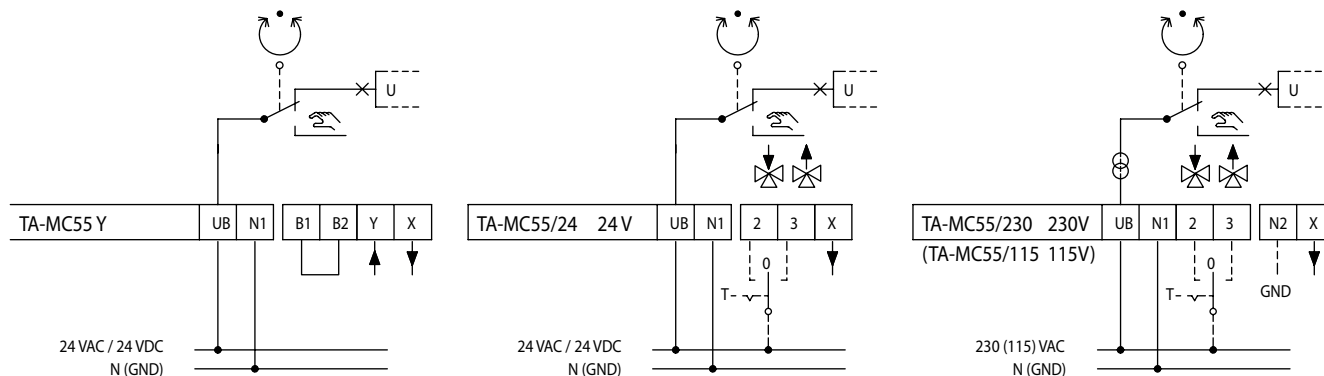 U
TA-MC55 Y UB N1 B1 B2 Y X
24 VAC / 24 VDC
N (GND)
U
TA-MC55/24 24 V UB N1 2 3 X
0
T
24 VAC / 24 VDC
N (GND)
U
TA-MC55/230 230V UB N1 2 3 N2 X
(TA-MC55/115 115V)
0
T
GND
230 (115) VAC
N (GND)